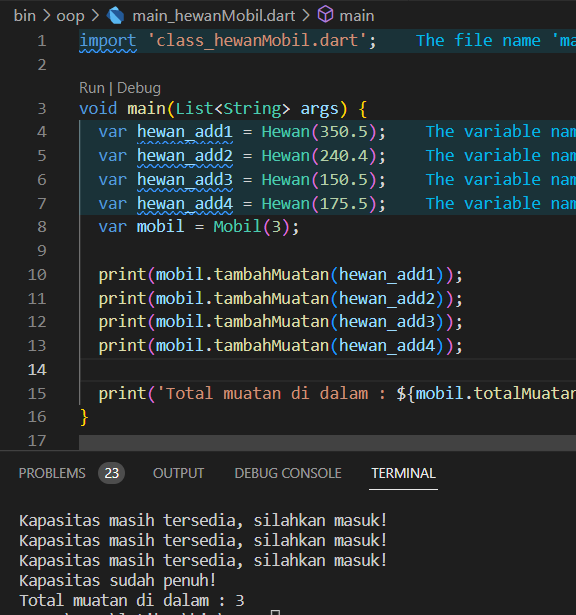 bin > oop > main_hewanMobil.dart > main
1 import 'class_hewanMobil.dart'; The file name 'ma
2
Run | Debug
3 void main(List<String> args) {
4 var hewan_add1 = Hewan(350.5); The variable nam
5 var hewan_add2 = Hewan(240.4); The variable nam
6 var hewan_add3 = Hewan(150.5); The variable nam
7 var hewan_add4 = Hewan(175.5); The variable nam
8 var mobil = Mobil(3);
9
10 print(mobil.tambahMuatan(hewan_add1));
11 print(mobil.tambahMuatan(hewan_add2));
12 print(mobil.tambahMuatan(hewan_add3));
13 print(mobil.tambahMuatan(hewan_add4));
14
15 print('Total muatan di dalam : ${mobil.totalMuatan
16 }
17
PROBLEMS 23 OUTPUT DEBUG CONSOLE TERMINAL
Kapasitas masih tersedia, silahkan masuk!
Kapasitas masih tersedia, silahkan masuk!
Kapasitas masih tersedia, silahkan masuk!
Kapasitas sudah penuh!
Total muatan di dalam : 3